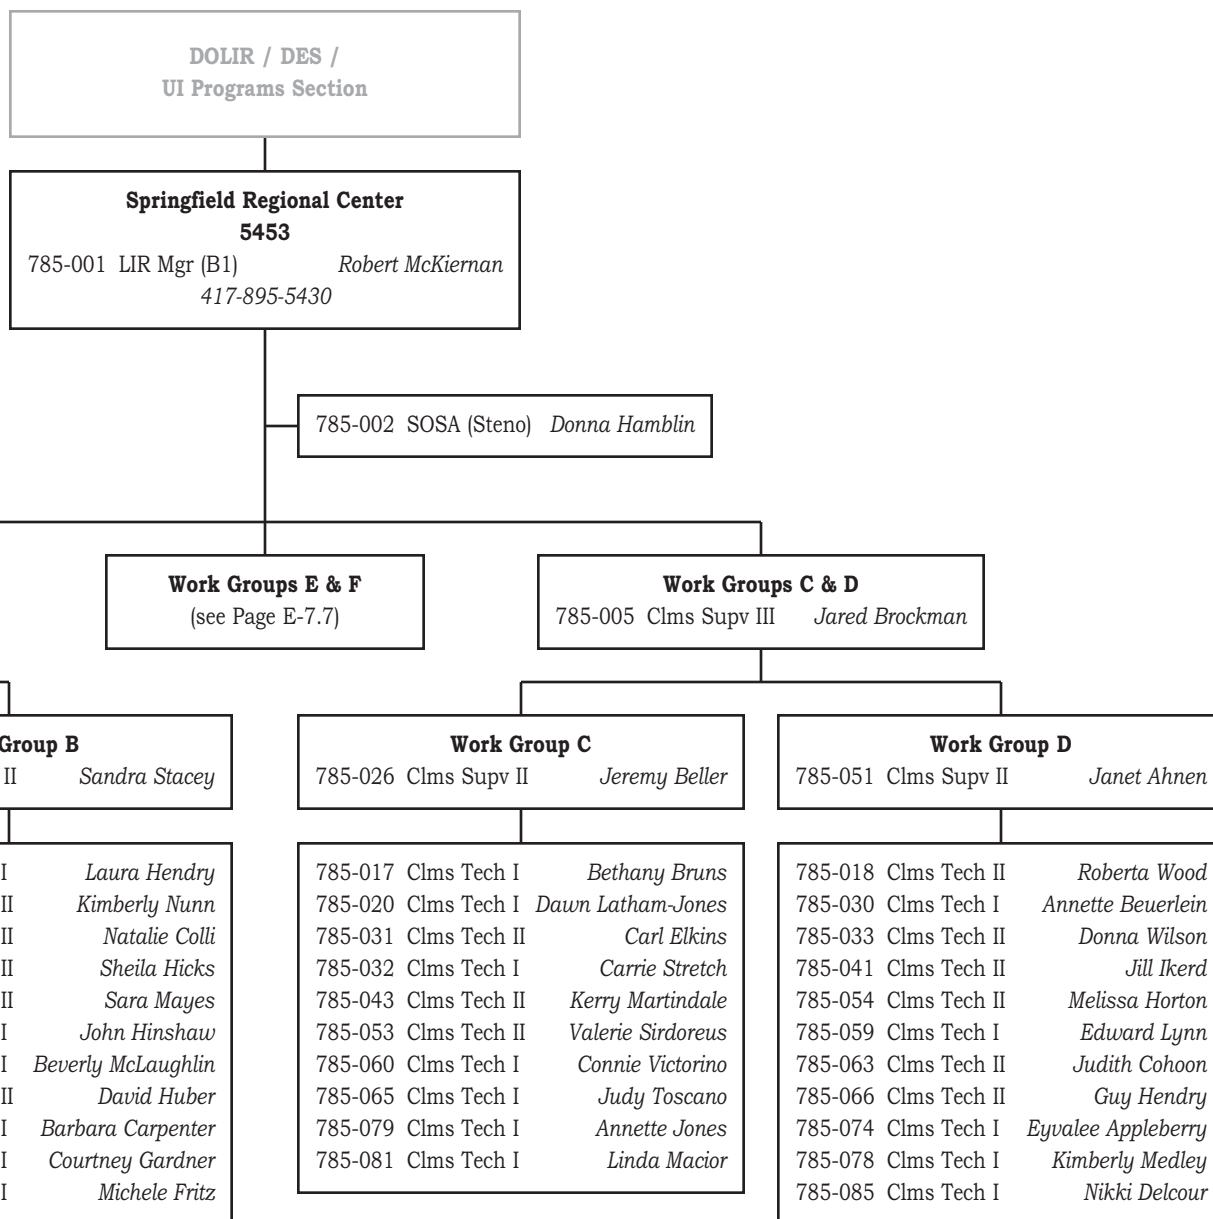 DOLIR / DES /
UI Programs Section
Springfield Regional Center
5453
785-001 LIR Mgr (B1) Robert McKiernan
417-895-5430
785-002 SOSA (Steno) Donna Hamblin
Work Groups E & F
(see Page E-7.7)
Work Groups C & D
785-005 Clms Supv III Jared Brockman
Group B
II Sandra Stacey
I Laura Hendry
II Kimberly Nunn
II Natalie Colli
II Sheila Hicks
II Sara Mayes
I John Hinshaw
I Beverly McLaughlin
II David Huber
I Barbara Carpenter
I Courtney Gardner
I Michele Fritz
Work Group C
785-026 Clms Supv II Jeremy Beller
785-017 Clms Tech I Bethany Bruns
785-020 Clms Tech I Dawn Latham-Jones
785-031 Clms Tech II Carl Elkins
785-032 Clms Tech I Carrie Stretch
785-043 Clms Tech II Kerry Martindale
785-053 Clms Tech II Valerie Sirdoreus
785-060 Clms Tech I Connie Victorino
785-065 Clms Tech I Judy Toscano
785-079 Clms Tech I Annette Jones
785-081 Clms Tech I Linda Macior
Work Group D
785-051 Clms Supv II Janet Ahnen
785-018 Clms Tech II Roberta Wood
785-030 Clms Tech I Annette Beuerlein
785-033 Clms Tech II Donna Wilson
785-041 Clms Tech II Jill Ikerd
785-054 Clms Tech II Melissa Horton
785-059 Clms Tech I Edward Lynn
785-063 Clms Tech II Judith Cohoon
785-066 Clms Tech II Guy Hendry
785-074 Clms Tech I Eyvalee Appleberry
785-078 Clms Tech I Kimberly Medley
785-085 Clms Tech I Nikki Delcour